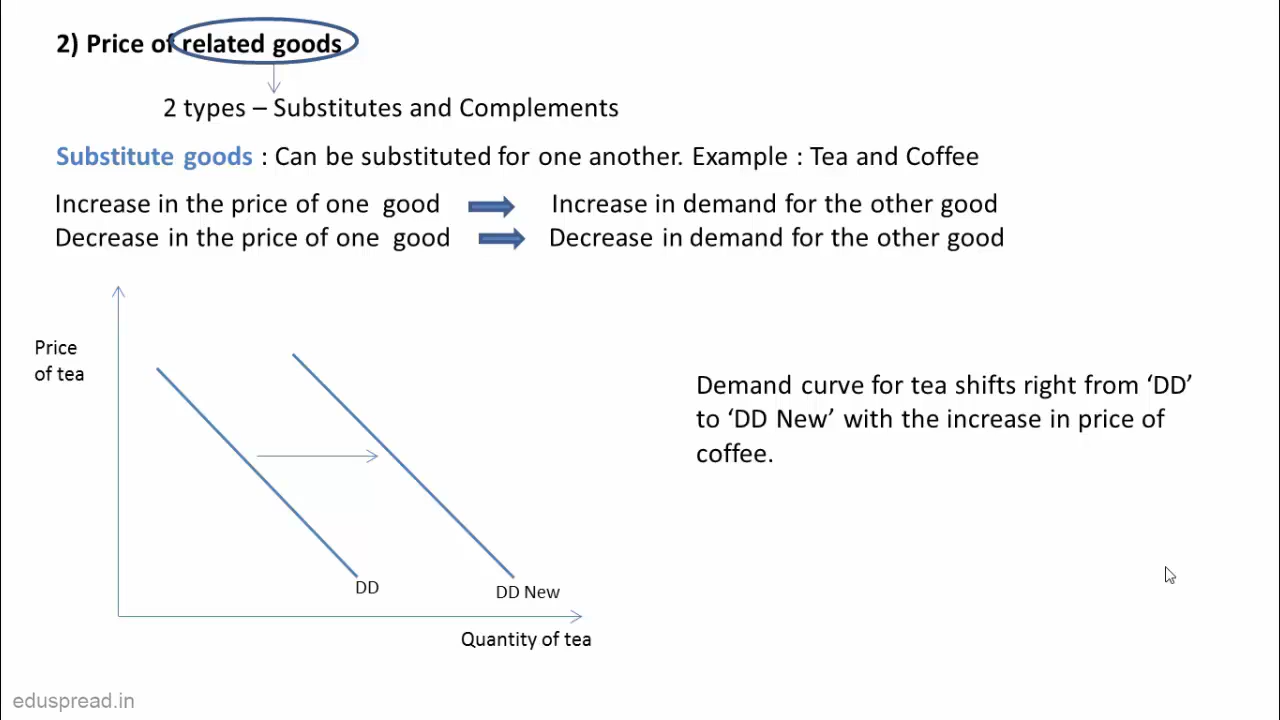 2) Price of related goods
2 types – Substitutes and Complements
Substitute goods : Can be substituted for one another. Example : Tea and Coffee
Increase in the price of one good Increase in demand for the other good
Decrease in the price of one good Decrease in demand for the other good
Price
of tea
Demand curve for tea shifts right from ‘DD’
to ‘DD New’ with the increase in price of
coffee.
DD
DD New
Quantity of tea
eduspread.in